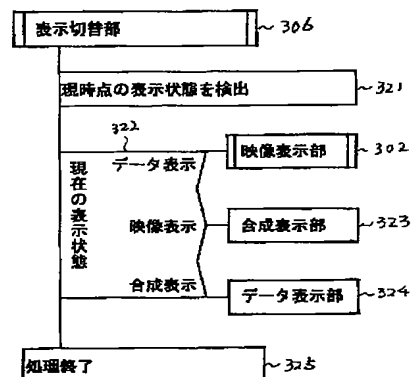 表示切替部 306
現時点の表示状態を検出 321
322
現在の表示状態
データ表示 映像表示部 302
映像表示 合成表示部 323
合成表示 データ表示部 324
処理終了 325